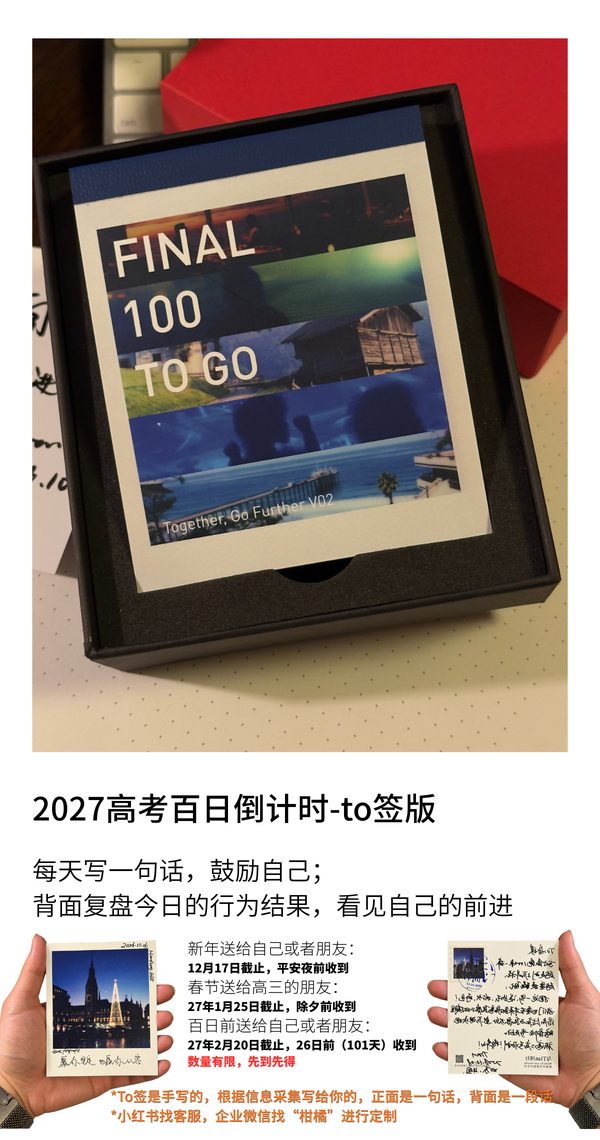 FINAL
100
TO GO
Together, Go Further V02
2027高考百日倒计时-to签版
每天写一句话，鼓励自己；
背面复盘今日的行为结果，看见自己的前进
新年送给自己或者朋友：
12月17日截止，平安夜前收到
春节送给高三的朋友：
27年1月25日截止，除夕前收到
百日前送给自己或者朋友：
27年2月20日截止，26日前（101天）收到
数量有限，先到先得
*To签是手写的，根据信息采集写给你的，正面是一句话，背面是一段话
*小红书找客服，企业微信找“柑橘”进行定制